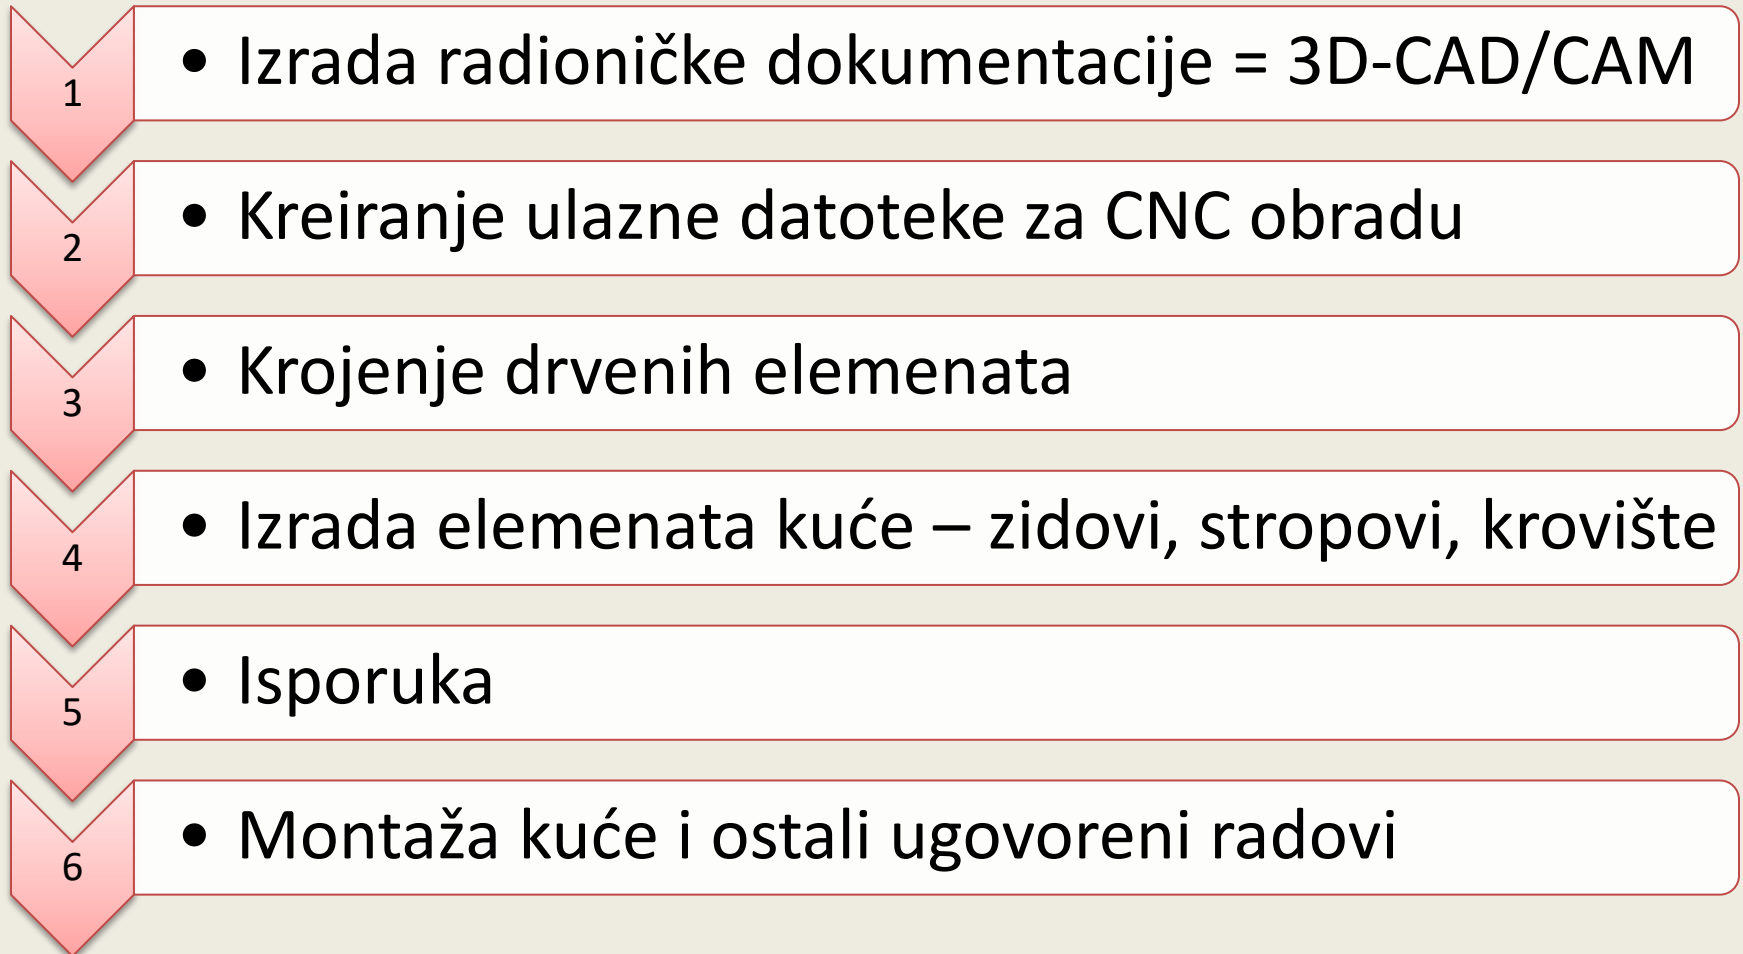 1
• Izrada radioničke dokumentacije = 3D-CAD/CAM
2
• Kreiranje ulazne datoteke za CNC obradu
3
• Krojenje drvenih elemenata
4
• Izrada elemenata kuće – zidovi, stropovi, krovište
5
• Isporuka
6
• Montaža kuće i ostali ugovoreni radovi